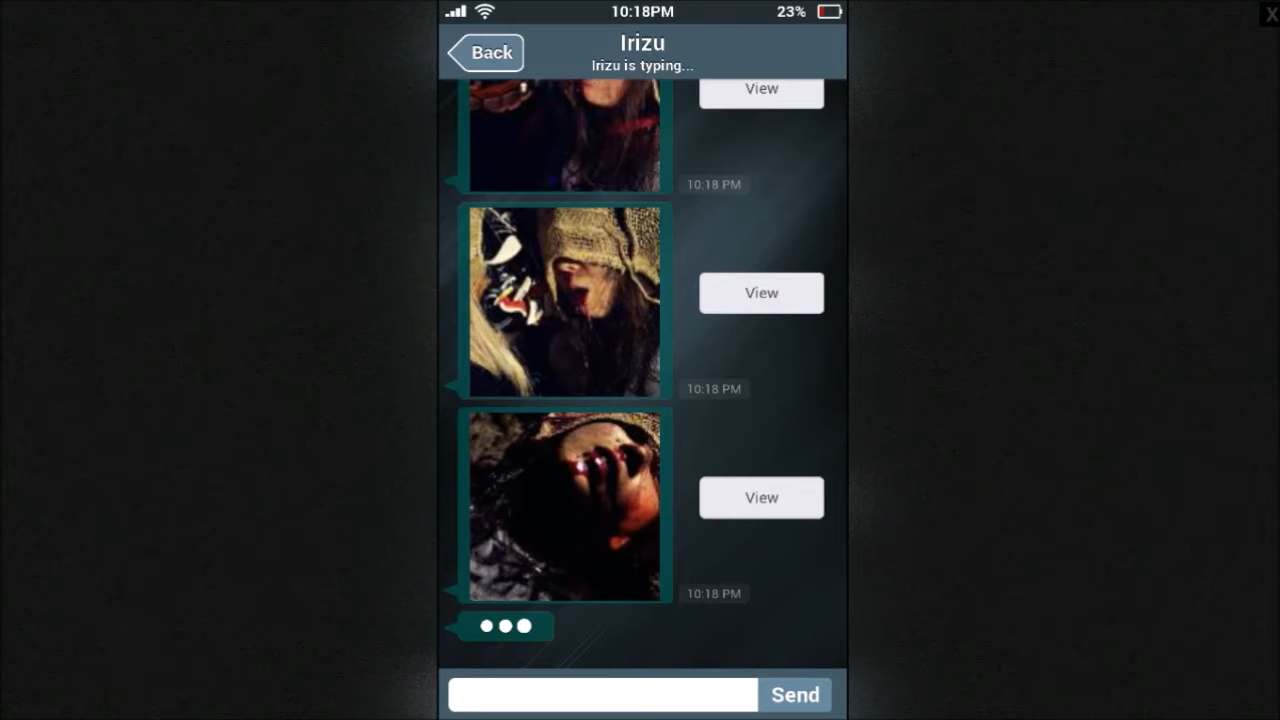 10:18PM
23%
X
Back
Irizu
Irizu is typing...
View
10:18 PM
View
10:18 PM
View
10:18 PM
Send